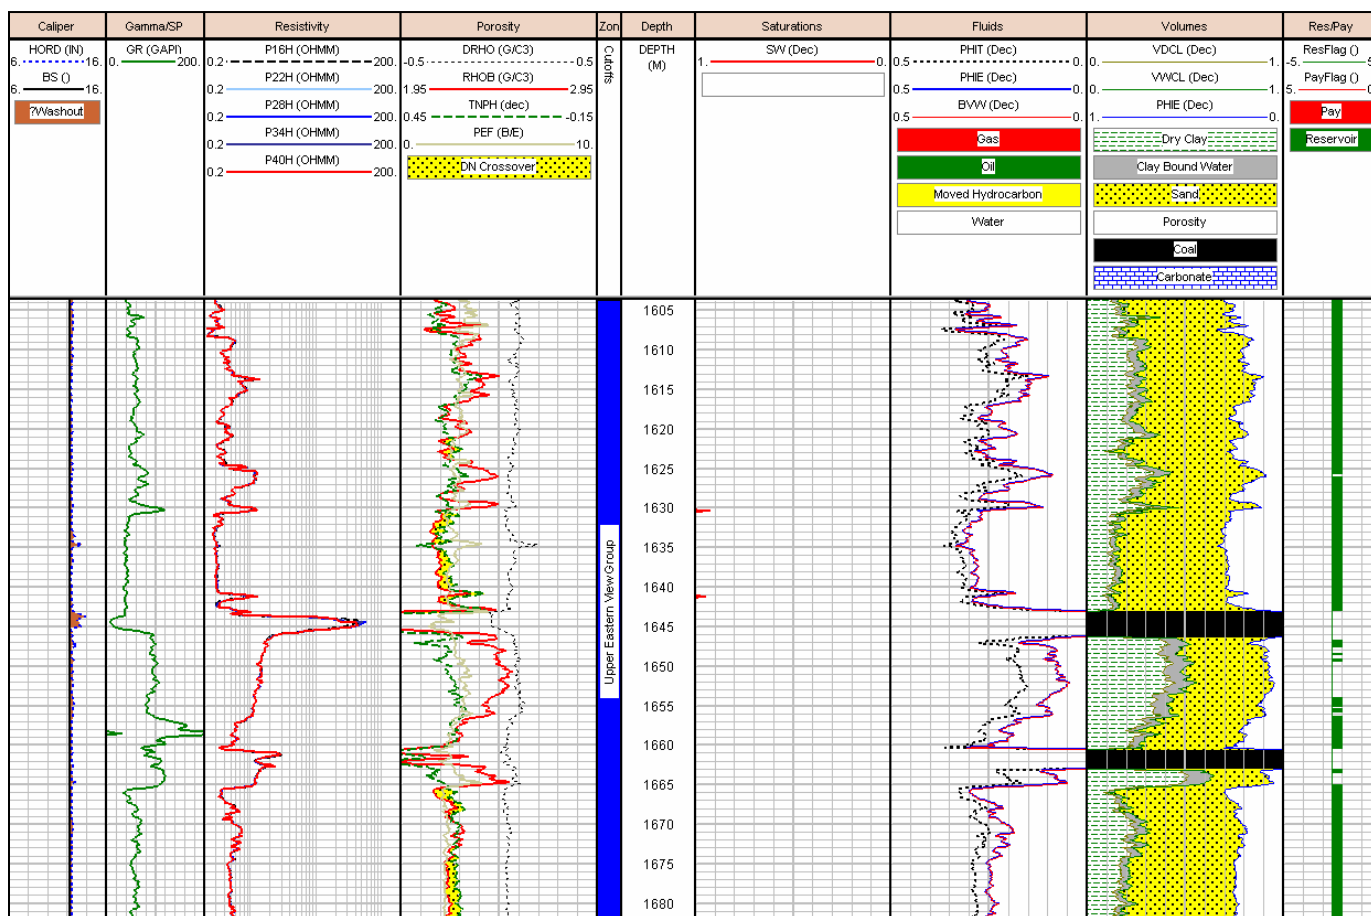 Caliper Gamma/SP Resistivity Porosity Zon Depth Saturations Fluids Volumes Res/Pay
HORD (IN)
6. 16.
BS ()
6. 16.
?Washout
GR (GAPI)
0. 200.
P16H (OHMM)
0.2 200.
P22H (OHMM)
0.2 200.
P28H (OHMM)
0.2 200.
P34H (OHMM)
0.2 200.
P40H (OHMM)
0.2 200.
DRHO (G/C3)
-0.5 0.5
RHOB (G/C3)
1.95 2.95
TNPH (dec)
0.45 -0.15
PEF (B/E)
0. 10.
DN Crossover
Cutoffs
DEPTH
(M)
SW (Dec)
1. 0.
PHIT (Dec)
0.5 0.
PHIE (Dec)
0.5 0.
BVW (Dec)
0.5 0.
Gas
Oil
Moved Hydrocarbon
Water
VDCL (Dec)
0. 1.
VWCL (Dec)
0. 1.
PHIE (Dec)
1. 0.
Dry Clay
Clay Bound Water
Sand
Porosity
Coal
Carbonate
ResFlag ()
-5. 5
PayFlag ()
5. 0
Pay
Reservoir
Upper Eastern View Group
1605
1610
1615
1620
1625
1630
1635
1640
1645
1650
1655
1660
1665
1670
1675
1680